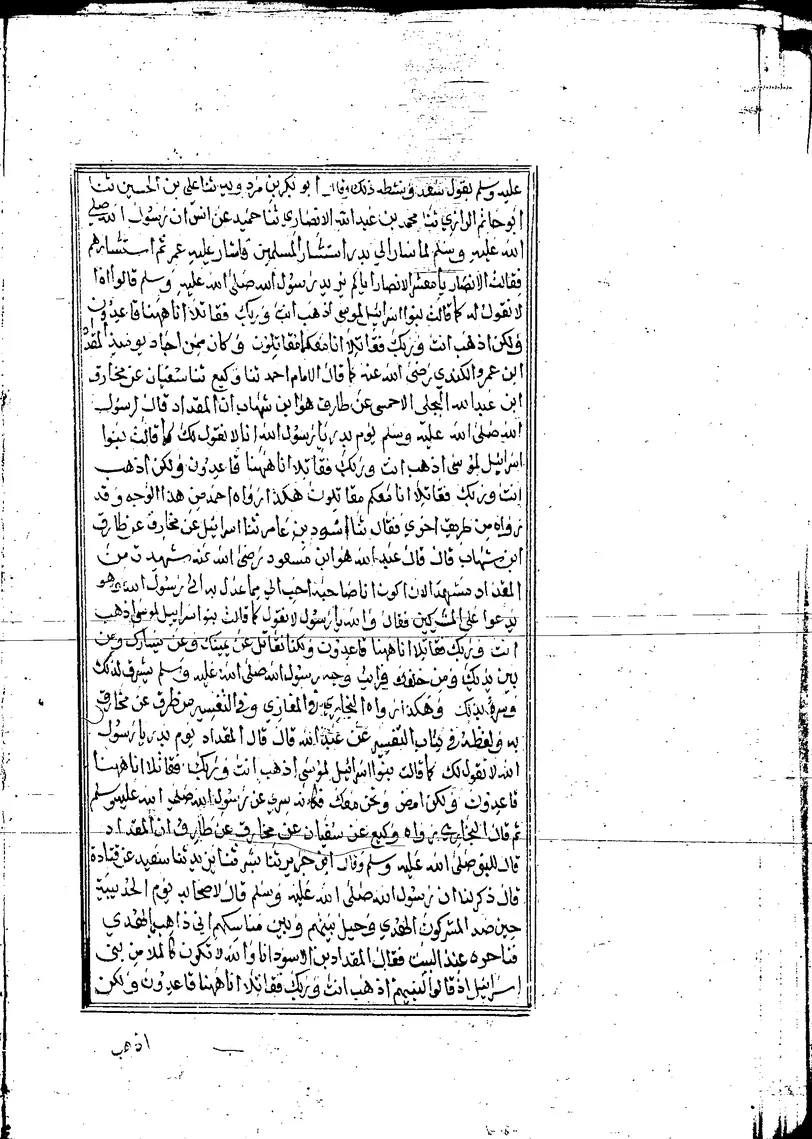 عليه وسلم بقول سعد ونشطه ذلك وقال أبو بكر بن مردويه ثنا علي بن الحسين ثنا
ابو حاتم الرازي ثنا محمد بن عبد الله الانصاري ثنا حميد عن انس ان رسول الله صلى
الله عليه وسلم لما سار الى بدر استشار المسلمين فاشار عليه عمر ثم استشارهم
فقالت الانصار يا معشر الانصار اياكم يريد رسول الله صلى الله عليه وسلم قالوا اذا
لا نقول له كما قالت بنوا اسرائيل لموسى اذهب انت وربك فقاتلا انا ههنا قاعدون
ولكن اذهب انت وربك فقاتلا انا معكما مقاتلون وكان ممن اجاب يومئذ المقداد
ابن عمرو الكندي رضى الله عنه كما قال الامام احمد ثنا وكيع ثنا سفيان عن مخارق
ابن عبد الله البجلى الاحمسى عن طارق هو ابن شهاب ان المقداد قال لرسول
الله صلى الله عليه وسلم يوم بدر يا رسول الله انا لا نقول لك كما قالت بنوا
اسرائيل لموسى اذهب انت وربك فقاتلا انا ههنا قاعدون ولكن اذهب
انت وربك فقاتلا انا معكم مقاتلون هكذا رواه احمد من هذا الوجه وقد
رواه من طريق اخرى فقال ثنا اسود بن عامر ثنا اسرائيل عن مخارق عن طارق
ابن شهاب قال قال عبد الله هو ابن مسعود رضى الله عنه شهدت من
المقداد مشهدا لان اكون انا صاحبه احب الي مما عدل به اتى رسول الله وهو
يدعوا على المشركين فقال والله يا رسول لا نقول كما قالت بنوا اسرائيل لموسى اذهب
انت وربك فقاتلا انا ههنا قاعدون ولكنا نقاتل عن يمينك وعن يسارك ومن
بين يديك ومن خلفك فرايت وجه رسول الله صلى الله عليه وسلم يشرق لذلك
وسره بذلك وهكذا رواه البخاري في المغازي وفى التفسير من طرق عن مخارق
به ولفظه في كتاب التفسير عن عبد الله قال قال المقداد يوم بدر يا رسول
الله لا نقول لك كما قالت بنوا اسرائيل لموسى اذهب انت وربك فقاتلا انا ههنا
قاعدون ولكن امض ونحن معك فكانه سري عن رسول الله صلى الله عليه وسلم
ثم قال البخاري رواه وكيع عن سفيان عن مخارق عن طارق ان المقداد
قال للنبى صلى الله عليه وسلم وقال ابن جرير ثنا بشر ثنا يزيد ثنا سعيد عن قتادة
قال ذكر لنا ان رسول الله صلى الله عليه وسلم قال لاصحابه يوم الحديبية
حين صد المشركون الهدي وحيل بينهم وبين مناسكهم انى ذاهب بالهدي
فناحره عند البيت فقال المقداد بن الاسود انا والله لا نكون كالملا من بنى
اسرائيل اذ قالوا لنبيهم اذهب انت وربك فقاتلا انا ههنا قاعدون ولكن
اذهب